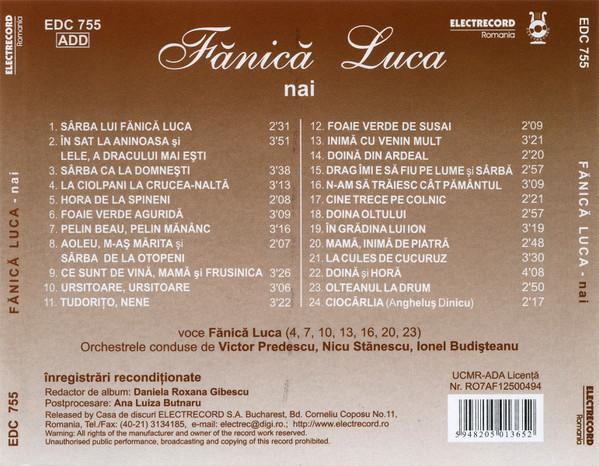 EDC 755
ADD
ELECTRECORD
Romania
Fănică Luca
nai
ELECTRECORD
Romania
EDC 755
1. SÂRBA LUI FĂNICĂ LUCA 2'31
2. ÎN SAT LA ANINOASA şi 3'51
LELE, A DRACULUI MAI EŞTI
3. SÂRBA CA LA DOMNEŞTI 3'38
4. LA CIOLPANI LA CRUCEA-NALTĂ 3'13
5. HORA DE LA SPINENI 2'08
6. FOAIE VERDE AGURIDĂ 3'09
7. PELIN BEAU, PELIN MĂNÂNC 3'16
8. AOLEU, M-AŞ MĂRITA şi 2'07
SÂRBA DE LA OTOPENI
9. CE SUNT DE VINĂ, MAMĂ şi FRUSINICA 3'26
10. URSITOARE, URSITOARE 3'06
11. TUDORIŢO, NENE 3'22
12. FOAIE VERDE DE SUSAI 2'09
13. INIMĂ CU VENIN MULT 3'21
14. DOINĂ DIN ARDEAL 2'20
15. DRAG ÎMI E SĂ FIU PE LUME şi SÂRBĂ 2'57
16. N-AM SĂ TRĂIESC CÂT PĂMÂNTUL 3'09
17. CINE TRECE PE COLNIC 2'21
18. DOINA OLTULUI 2'57
19. ÎN GRĂDINA LUI ION 3'19
20. MAMĂ, INIMĂ DE PIATRĂ 2'48
21. LA CULES DE CUCURUZ 3'30
22. DOINĂ şi HORĂ 4'08
23. OLTEANUL LA DRUM 2'50
24. CIOCÂRLIA (Angheluş Dinicu) 2'17
FĂNICĂ LUCA - nai
FĂNICĂ LUCA - nai
voce Fănică Luca (4, 7, 10, 13, 16, 20, 23)
Orchestrele conduse de Victor Predescu, Nicu Stănescu, Ionel Budişteanu
înregistrări recondiţionate
Redactor de album: Daniela Roxana Gibescu
Postprocesare: Ana Luiza Butnaru
Released by Casa de discuri ELECTRECORD S.A. Bucharest, Bd. Corneliu Coposu No.11,
Romania, Tel./Fax: (40-21) 3134185, e-mail: electrec@digi.ro; http://www.electrecord.ro
Warning: All rights of the manufacturer and of the owner of the recorded work reserved.
Unauthorised public performance, broadcasting and copying of this record prohibited.
UCMR-ADA Licenţă
Nr. RO7AF12500494
5 948205 013652
EDC 755
ELECTRECORD
Romania